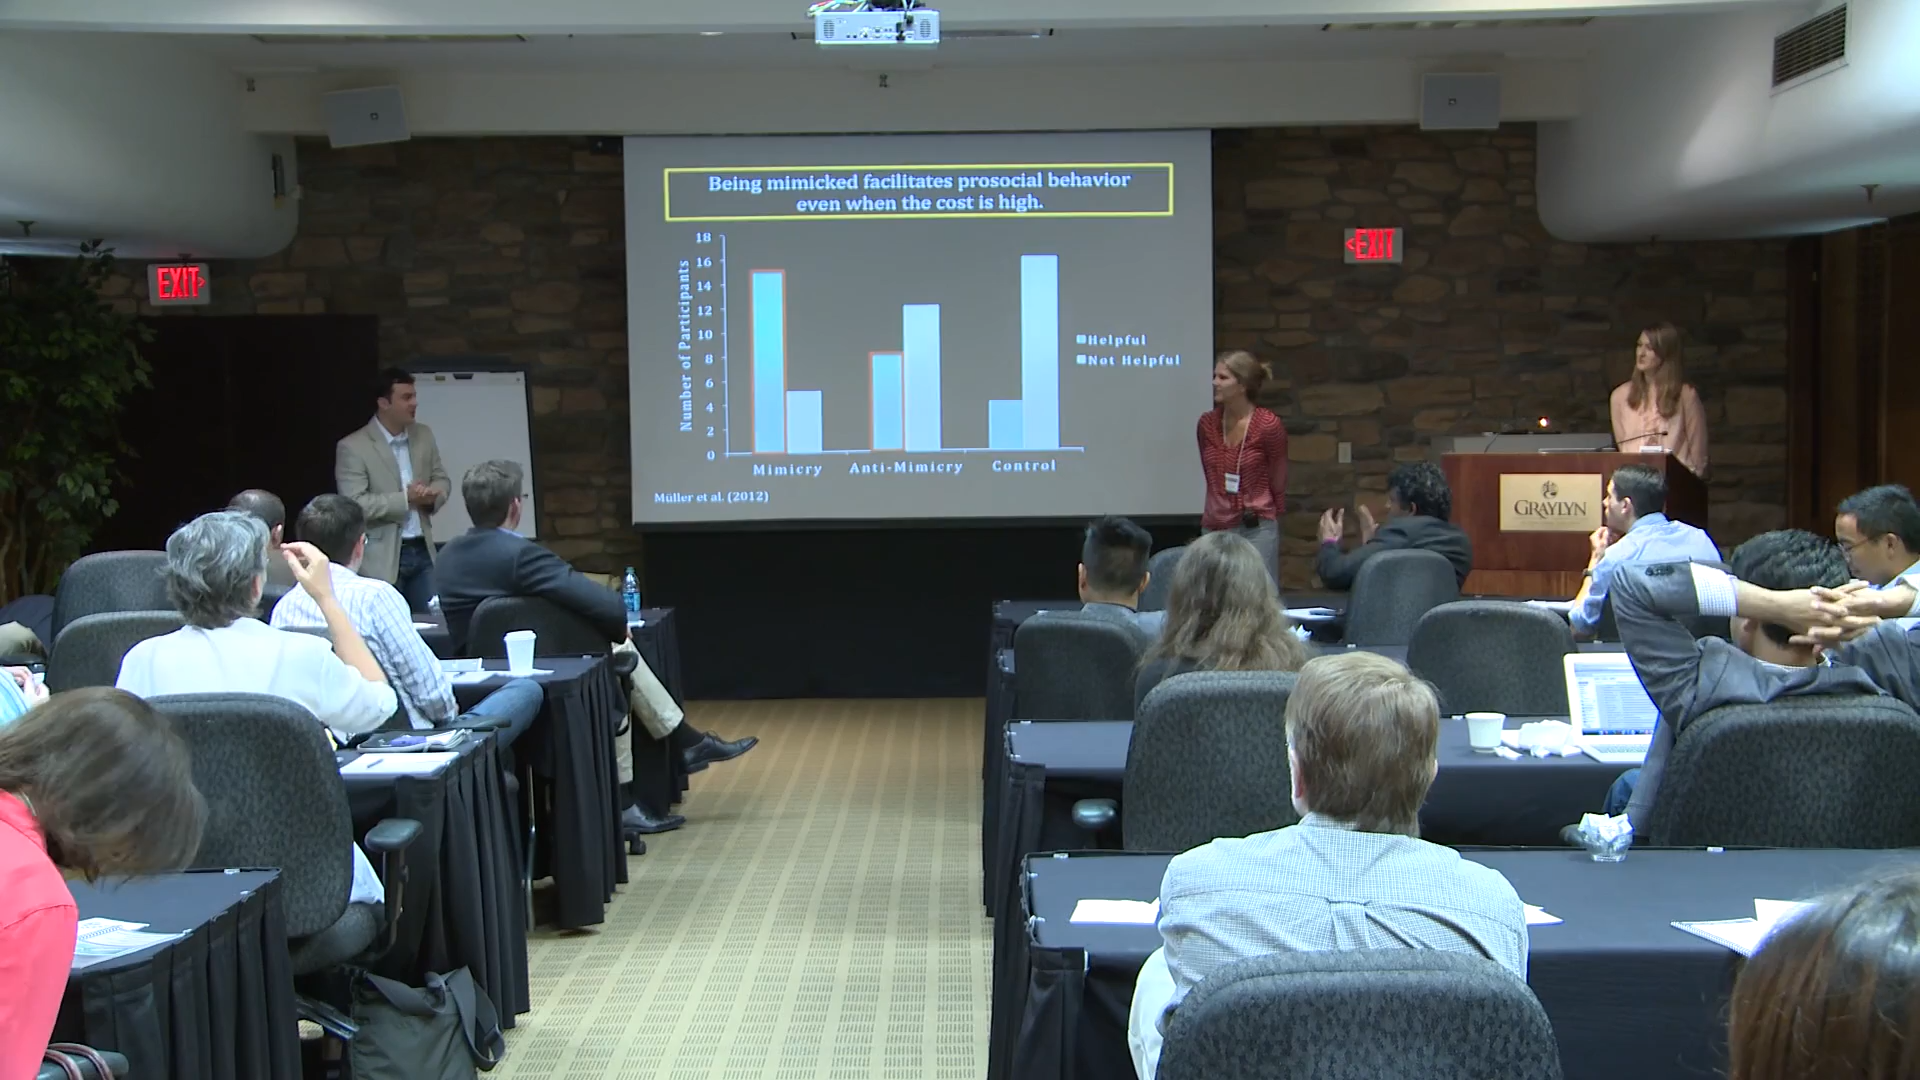 Being mimicked facilitates prosocial behavior
even when the cost is high.
Number of Participants
18
16
14
12
10
8
6
4
2
0
Mimicry Anti-Mimicry Control
Helpful
Not Helpful
Müller et al. (2012)
EXIT>
<EXIT
GRAYLYN